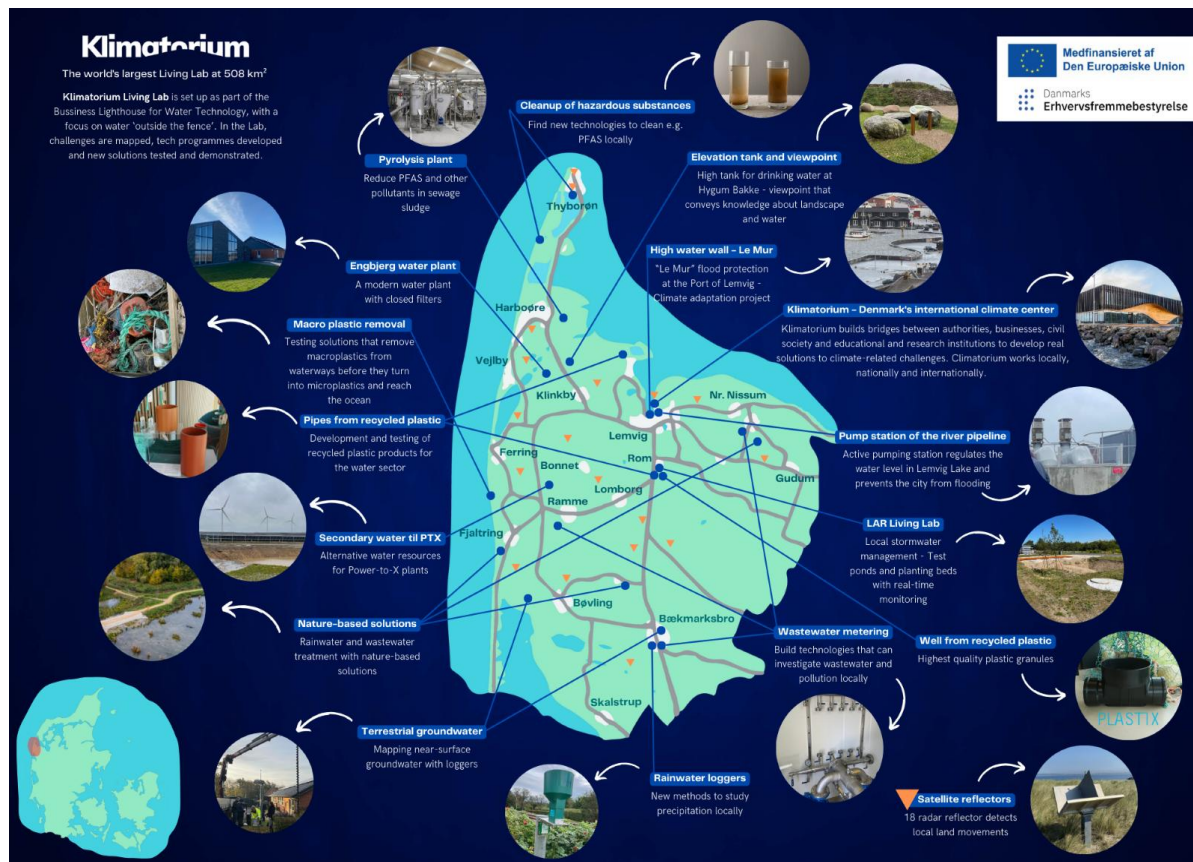 Klimatorium
The world's largest Living Lab at 508 km²
Klimatorium Living Lab is set up as part of the
Bussiness Lighthouse for Water Technology, with a
focus on water 'outside the fence'. In the Lab,
challenges are mapped, tech programmes developed
and new solutions tested and demonstrated.
Medfinansieret af
Den Europæiske Union
Danmarks
Erhvervsfremmebestyrelse
Cleanup of hazardous substances
Find new technologies to clean e.g.
PFAS locally
Pyrolysis plant
Reduce PFAS and other
pollutants in sewage
sludge
Elevation tank and viewpoint
High tank for drinking water at
Hygum Bakke - viewpoint that
conveys knowledge about landscape
and water
High water wall - Le Mur
"Le Mur" flood protection
at the Port of Lemvig -
Climate adaptation project
Engbjerg water plant
A modern water plant
with closed filters
Klimatorium - Denmark's international climate center
Klimatorium builds bridges between authorities, businesses, civil
society and educational and research institutions to develop real
solutions to climate-related challenges. Climatorium works locally,
nationally and internationally.
Macro plastic removal
Testing solutions that remove
macroplastics from
waterways before they turn
into microplastics and reach
the ocean
Pipes from recycled plastic
Development and testing of
recycled plastic products for
the water sector
Pump station of the river pipeline
Active pumping station regulates the
water level in Lemvig Lake and
prevents the city from flooding
Secondary water til PTX
Alternative water resources
for Power-to-X plants
LAR Living Lab
Local stormwater
management - Test
ponds and planting beds
with real-time
monitoring
Nature-based solutions
Rainwater and wastewater
treatment with nature-based
solutions
Wastewater metering
Build technologies that can
investigate wastewater and
pollution locally
Well from recycled plastic
Highest quality plastic granules
PLASTIX
Terrestrial groundwater
Mapping near-surface
groundwater with loggers
Rainwater loggers
New methods to study
precipitation locally
Satellite reflectors
18 radar reflector detects
local land movements
Thyborøn
Harboøre
Vejlby
Klinkby
Nr. Nissum
Lemvig
Ferring
Bonnet
Rom
Gudum
Lomborg
Ramme
Fjaltring
Bøvling
Bækmarksbro
Skalstrup